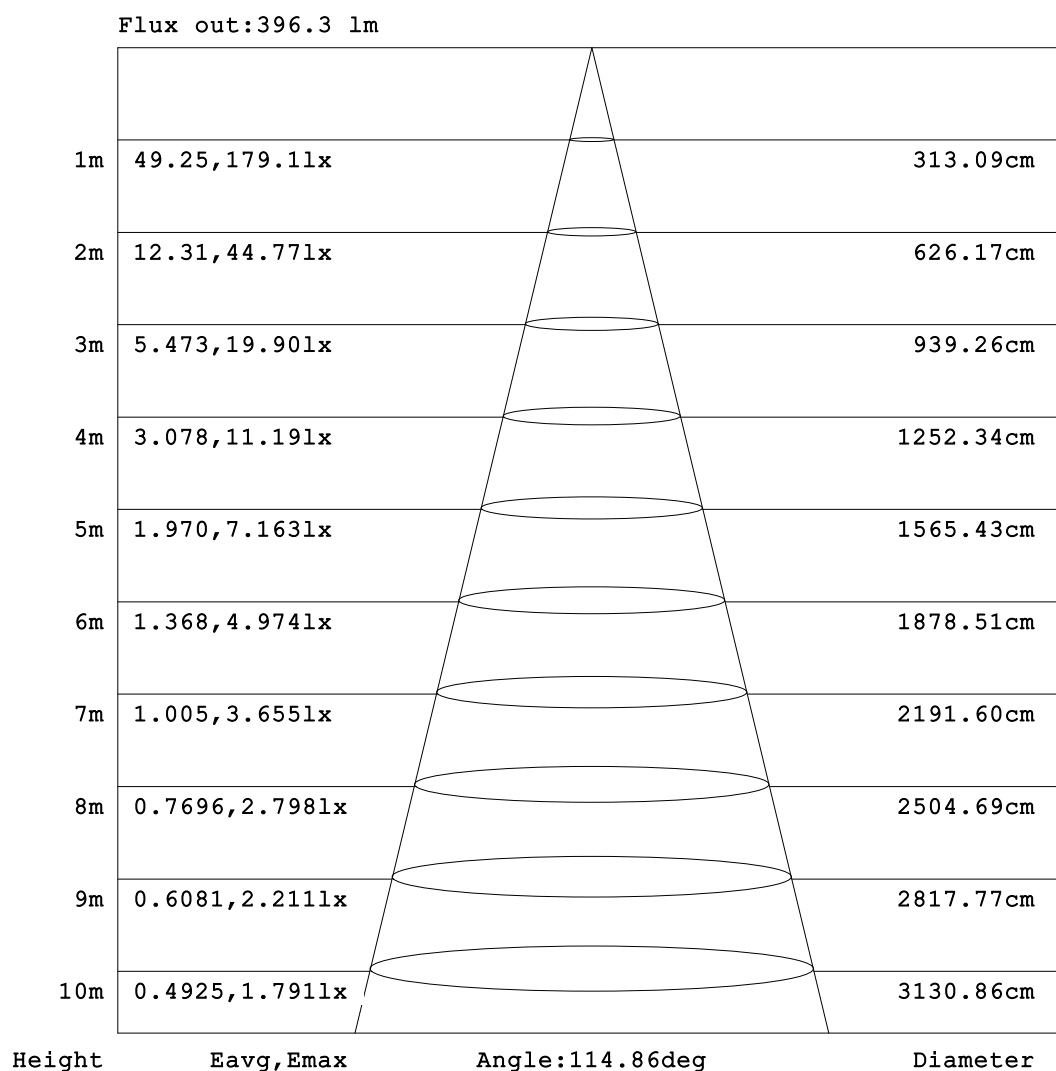 Flux out:396.3 lm
1m 49.25,179.1lx 313.09cm
2m 12.31,44.77lx 626.17cm
3m 5.473,19.90lx 939.26cm
4m 3.078,11.19lx 1252.34cm
5m 1.970,7.163lx 1565.43cm
6m 1.368,4.974lx 1878.51cm
7m 1.005,3.655lx 2191.60cm
8m 0.7696,2.798lx 2504.69cm
9m 0.6081,2.211lx 2817.77cm
10m 0.4925,1.791lx 3130.86cm
Height Eavg,Emax Angle:114.86deg Diameter